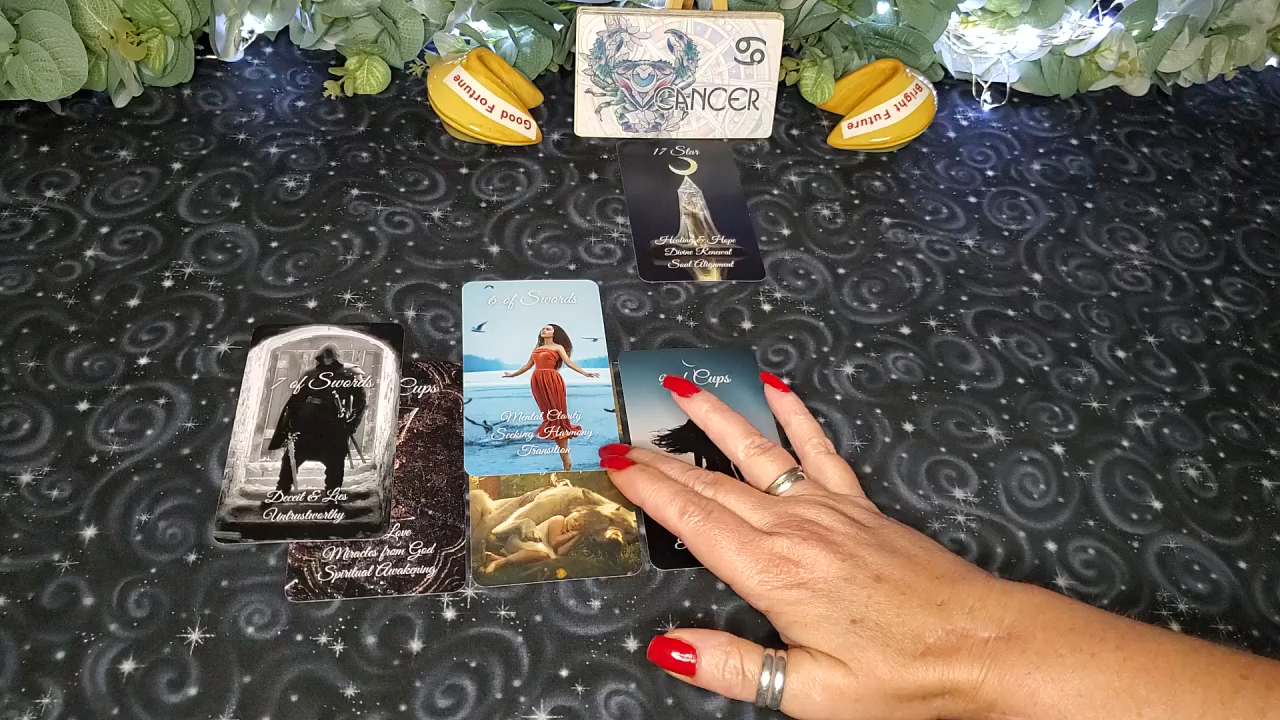 Good Fortune
♋
CANCER
Bright Future
17 Star
Healing & Hope
Divine Renewal
Soul Alignment
6 of Swords
Mental Clarity
Seeking Harmony
Transition
7 of Swords
Deceit & Lies
Untrustworthy
Cups
Love
Miracles from God
Spiritual Awakening
Cups